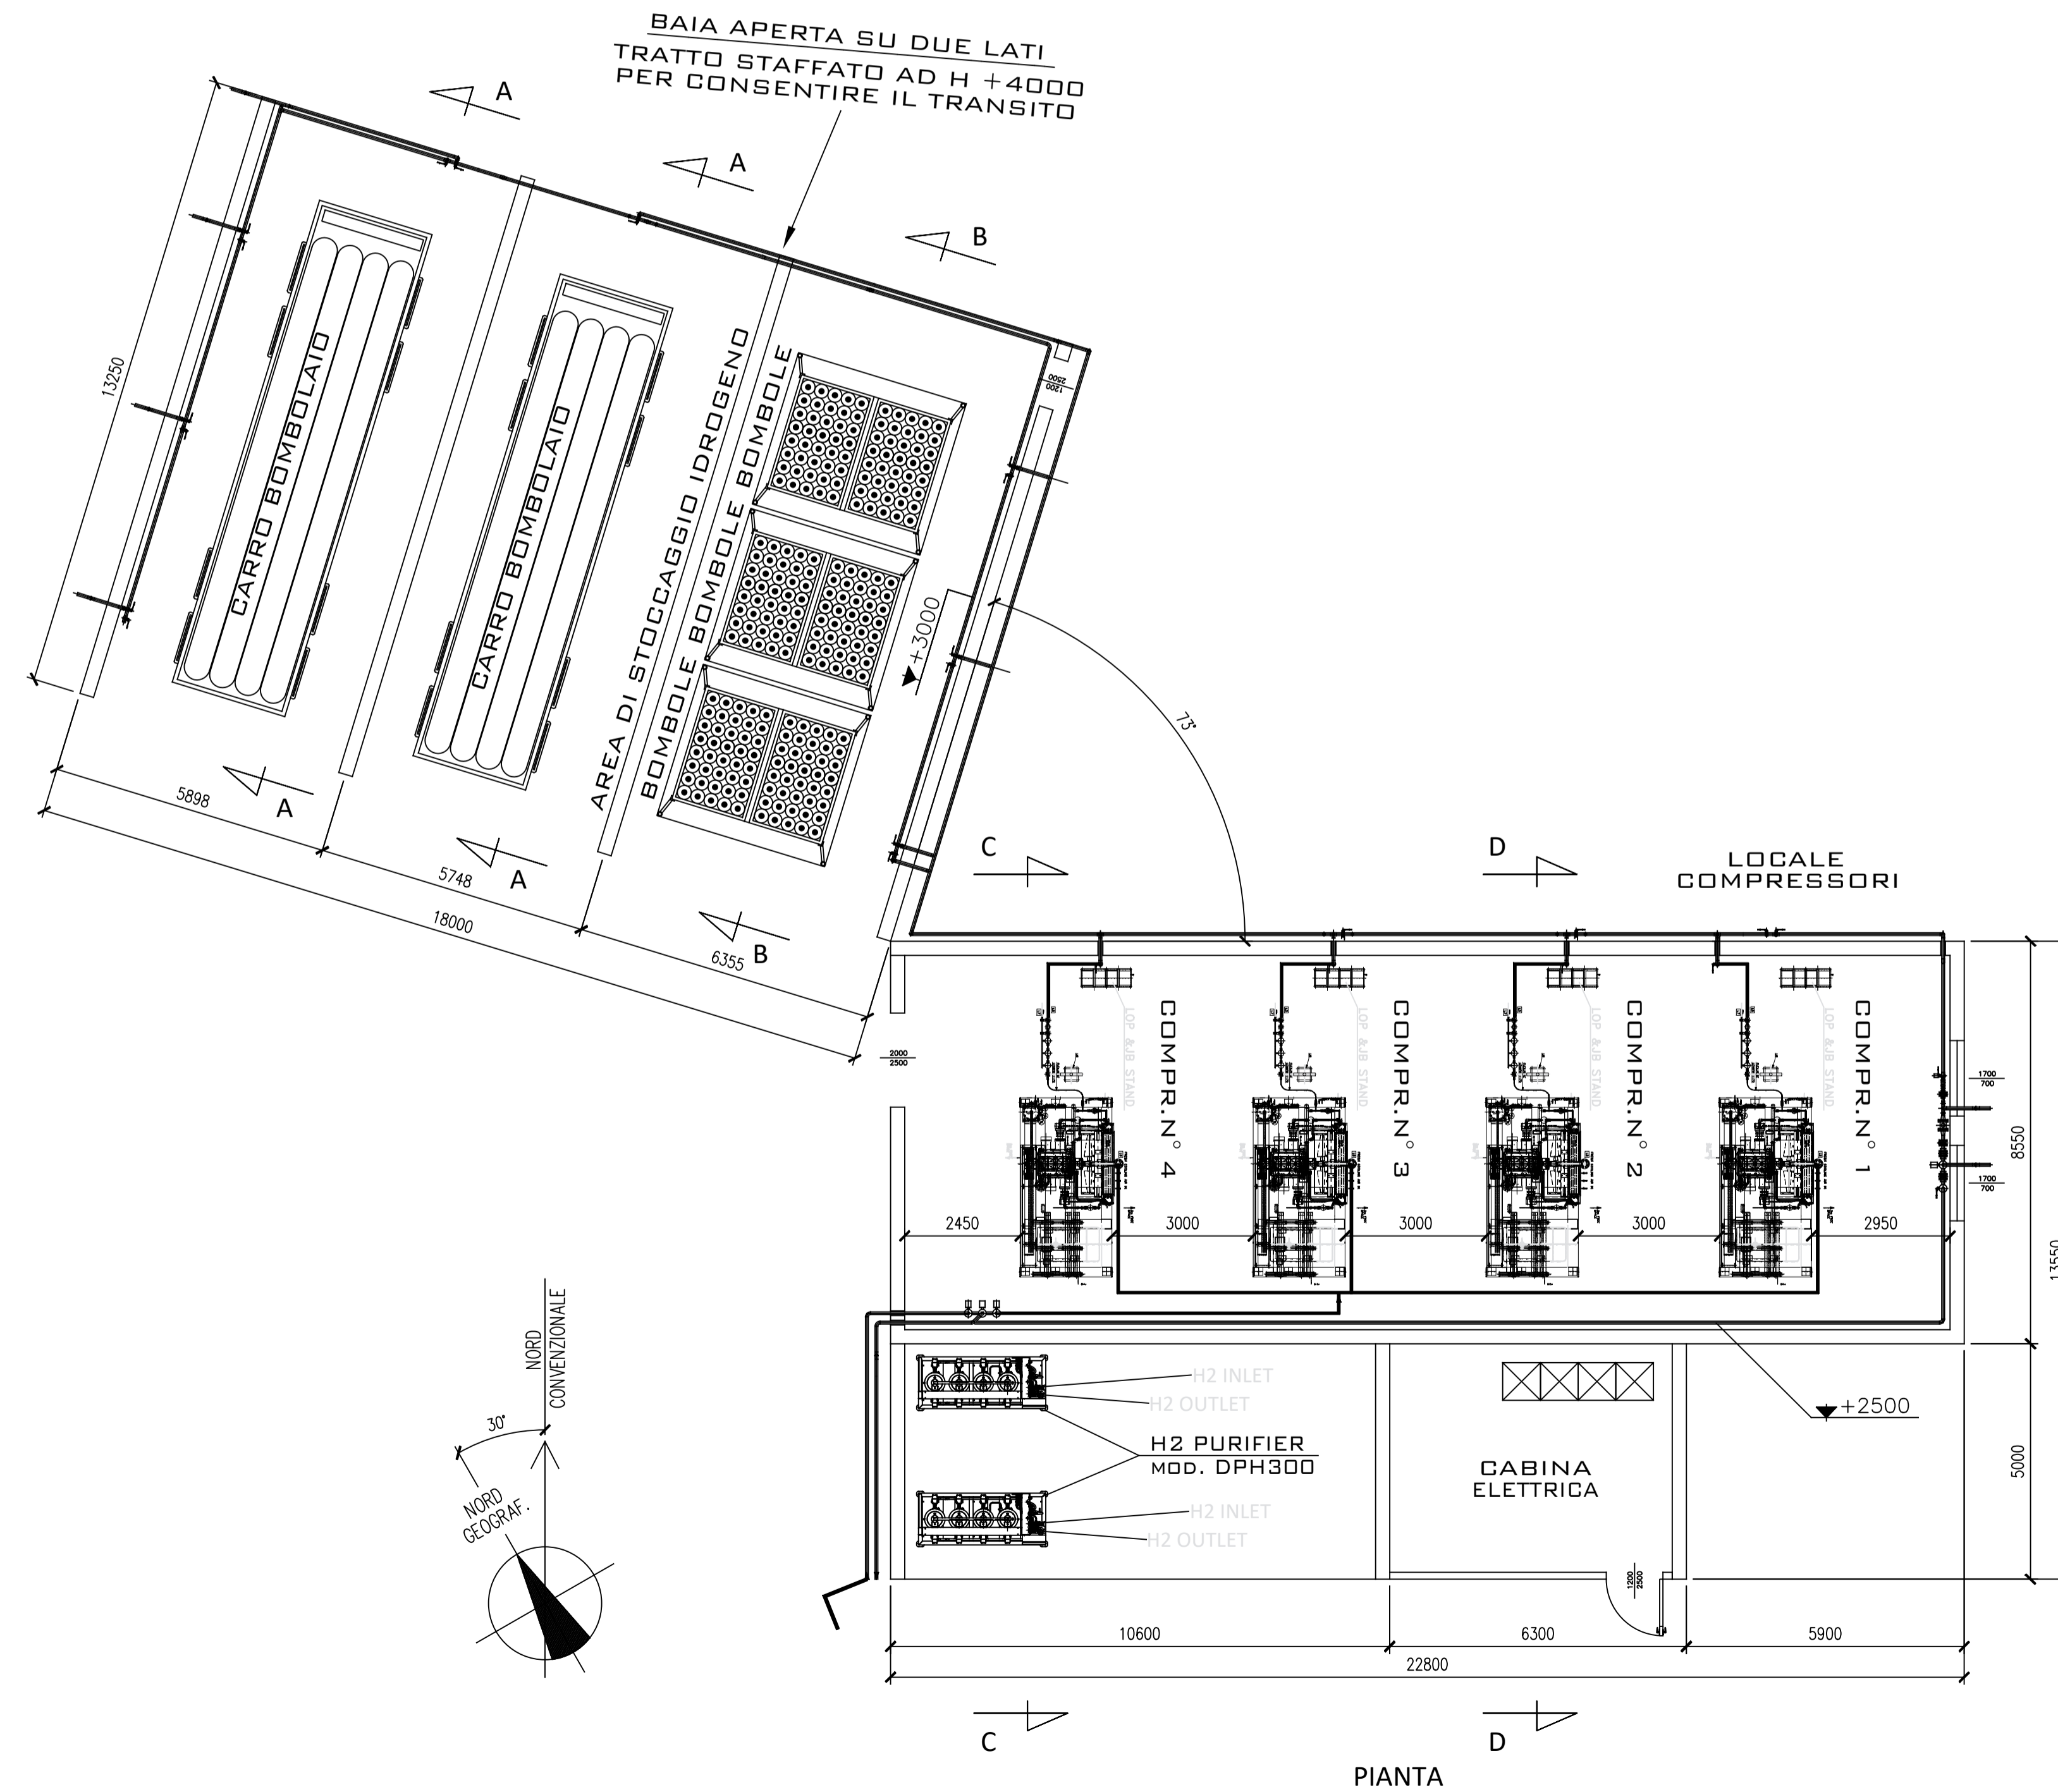 BAIA APERTA SU DUE LATI
TRATTO STAFFATO AD H +4000
PER CONSENTIRE IL TRANSITO
A
A
B
13250
CARRO BOMBOLAIO
CARRO BOMBOLAIO
AREA DI STOCCAGGIO IDROGENO
BOMBOLE BOMBOLE BOMBOLE
1200
2500
+3000
73°
A
A
B
5898
5748
6355
18000
C
D
LOCALE
COMPRESSORI
2000
2500
LOP &JB STAND
COMPR.N° 4
LOP &JB STAND
COMPR.N° 3
LOP &JB STAND
COMPR.N° 2
LOP &JB STAND
COMPR.N° 1
1700
700
1700
700
8550
13550
2450
3000
3000
3000
2950
NORD
CONVENZIONALE
30°
NORD
GEOGRAF.
H2 INLET
H2 OUTLET
H2 PURIFIER
MOD. DPH300
H2 INLET
H2 OUTLET
CABINA
ELETTRICA
+2500
5000
1200
2500
10600
6300
5900
22800
C
D
PIANTA